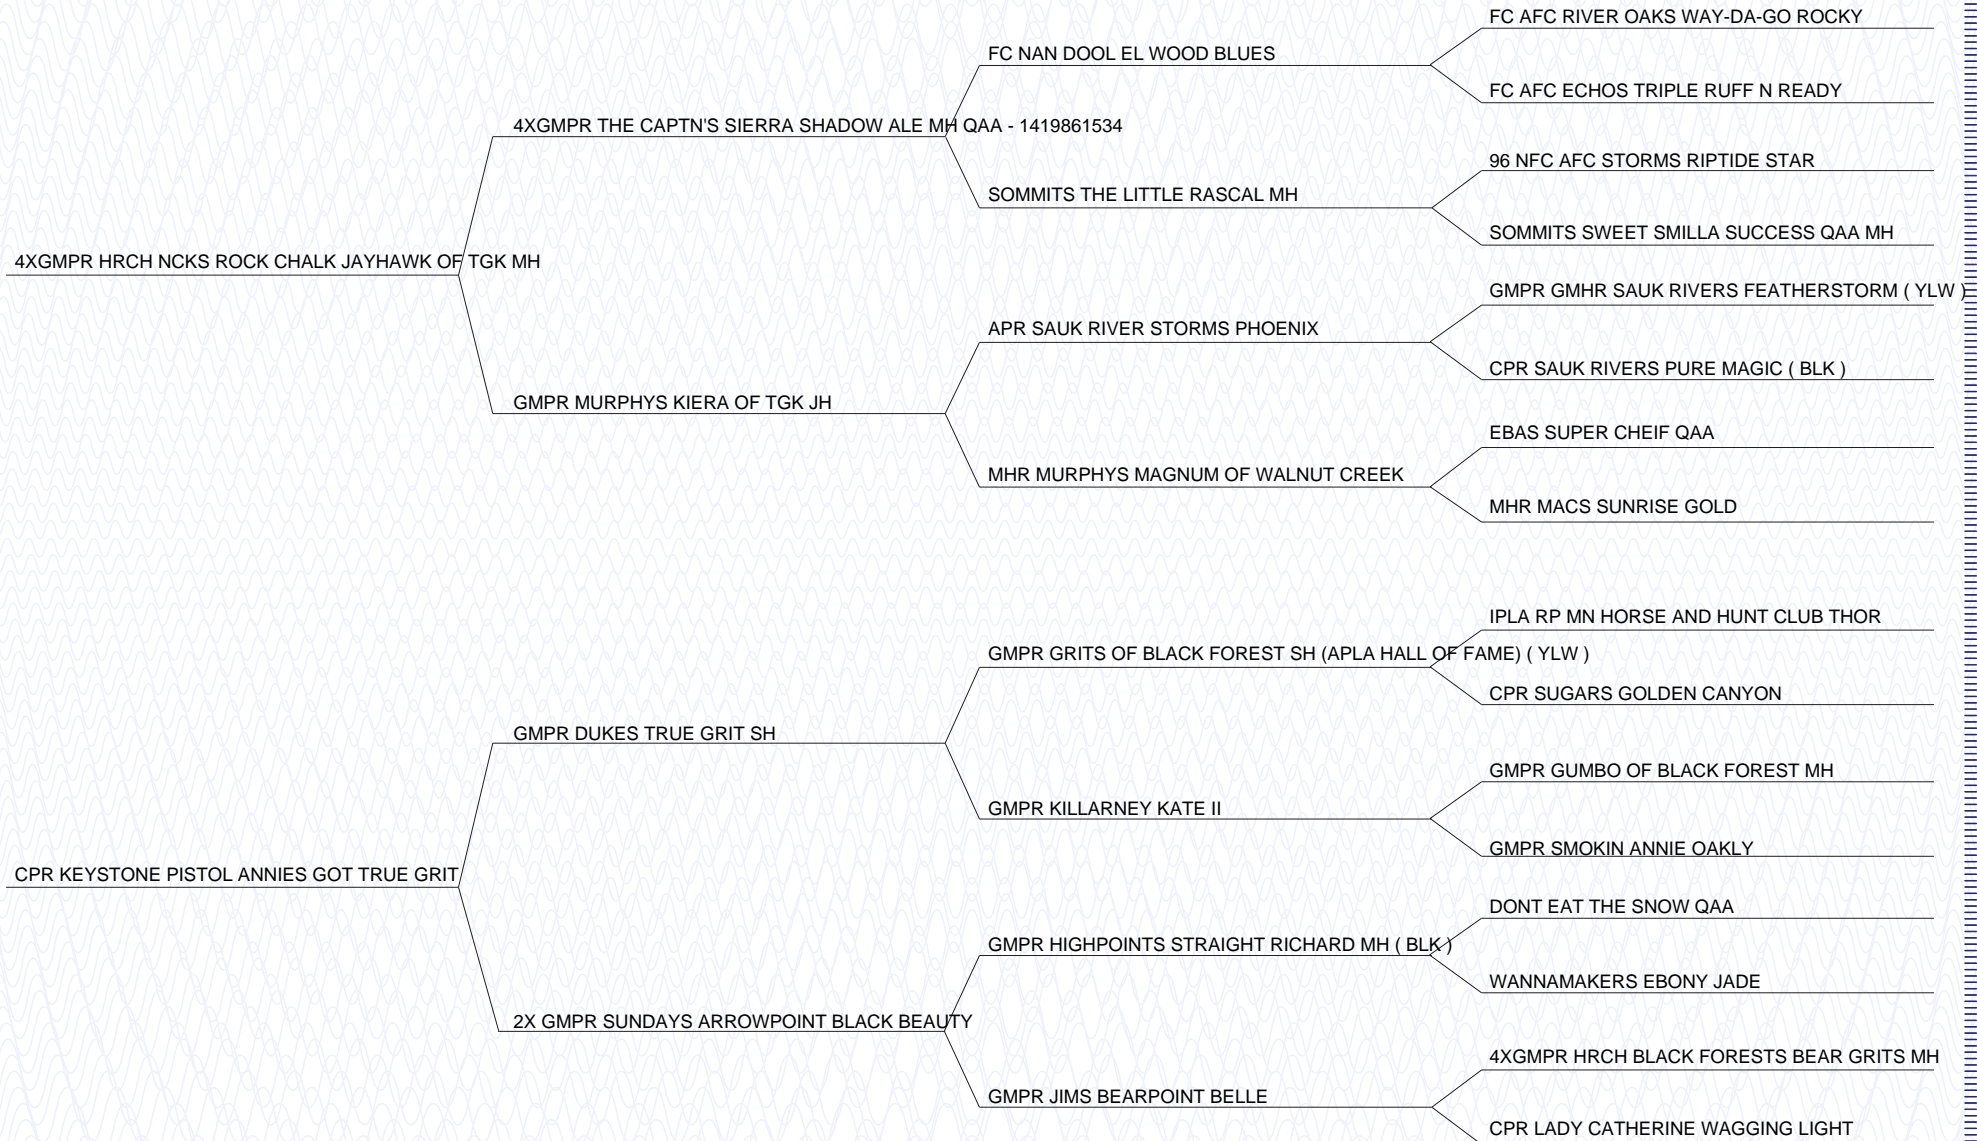 FC AFC RIVER OAKS WAY-DA-GO ROCKY
FC NAN DOOL EL WOOD BLUES
FC AFC ECHOS TRIPLE RUFF N READY
4XGMPR THE CAPTN'S SIERRA SHADOW ALE MH QAA - 1419861534
96 NFC AFC STORMS RIPTIDE STAR
SOMMITS THE LITTLE RASCAL MH
SOMMITS SWEET SMILLA SUCCESS QAA MH
4XGMPR HRCH NCKS ROCK CHALK JAYHAWK OF TGK MH
GMPR GMHR SAUK RIVERS FEATHERSTORM ( YLW )
APR SAUK RIVER STORMS PHOENIX
CPR SAUK RIVERS PURE MAGIC ( BLK )
GMPR MURPHYS KIERA OF TGK JH
EBAS SUPER CHEIF QAA
MHR MURPHYS MAGNUM OF WALNUT CREEK
MHR MACS SUNRISE GOLD
IPLA RP MN HORSE AND HUNT CLUB THOR
GMPR GRITS OF BLACK FOREST SH (APLA HALL OF FAME) ( YLW )
CPR SUGARS GOLDEN CANYON
GMPR DUKES TRUE GRIT SH
GMPR GUMBO OF BLACK FOREST MH
GMPR KILLARNEY KATE II
GMPR SMOKIN ANNIE OAKLY
CPR KEYSTONE PISTOL ANNIES GOT TRUE GRIT
DONT EAT THE SNOW QAA
GMPR HIGHPOINTS STRAIGHT RICHARD MH ( BLK )
WANNAMAKERS EBONY JADE
2X GMPR SUNDAYS ARROWPOINT BLACK BEAUTY
4XGMPR HRCH BLACK FORESTS BEAR GRITS MH
GMPR JIMS BEARPOINT BELLE
CPR LADY CATHERINE WAGGING LIGHT